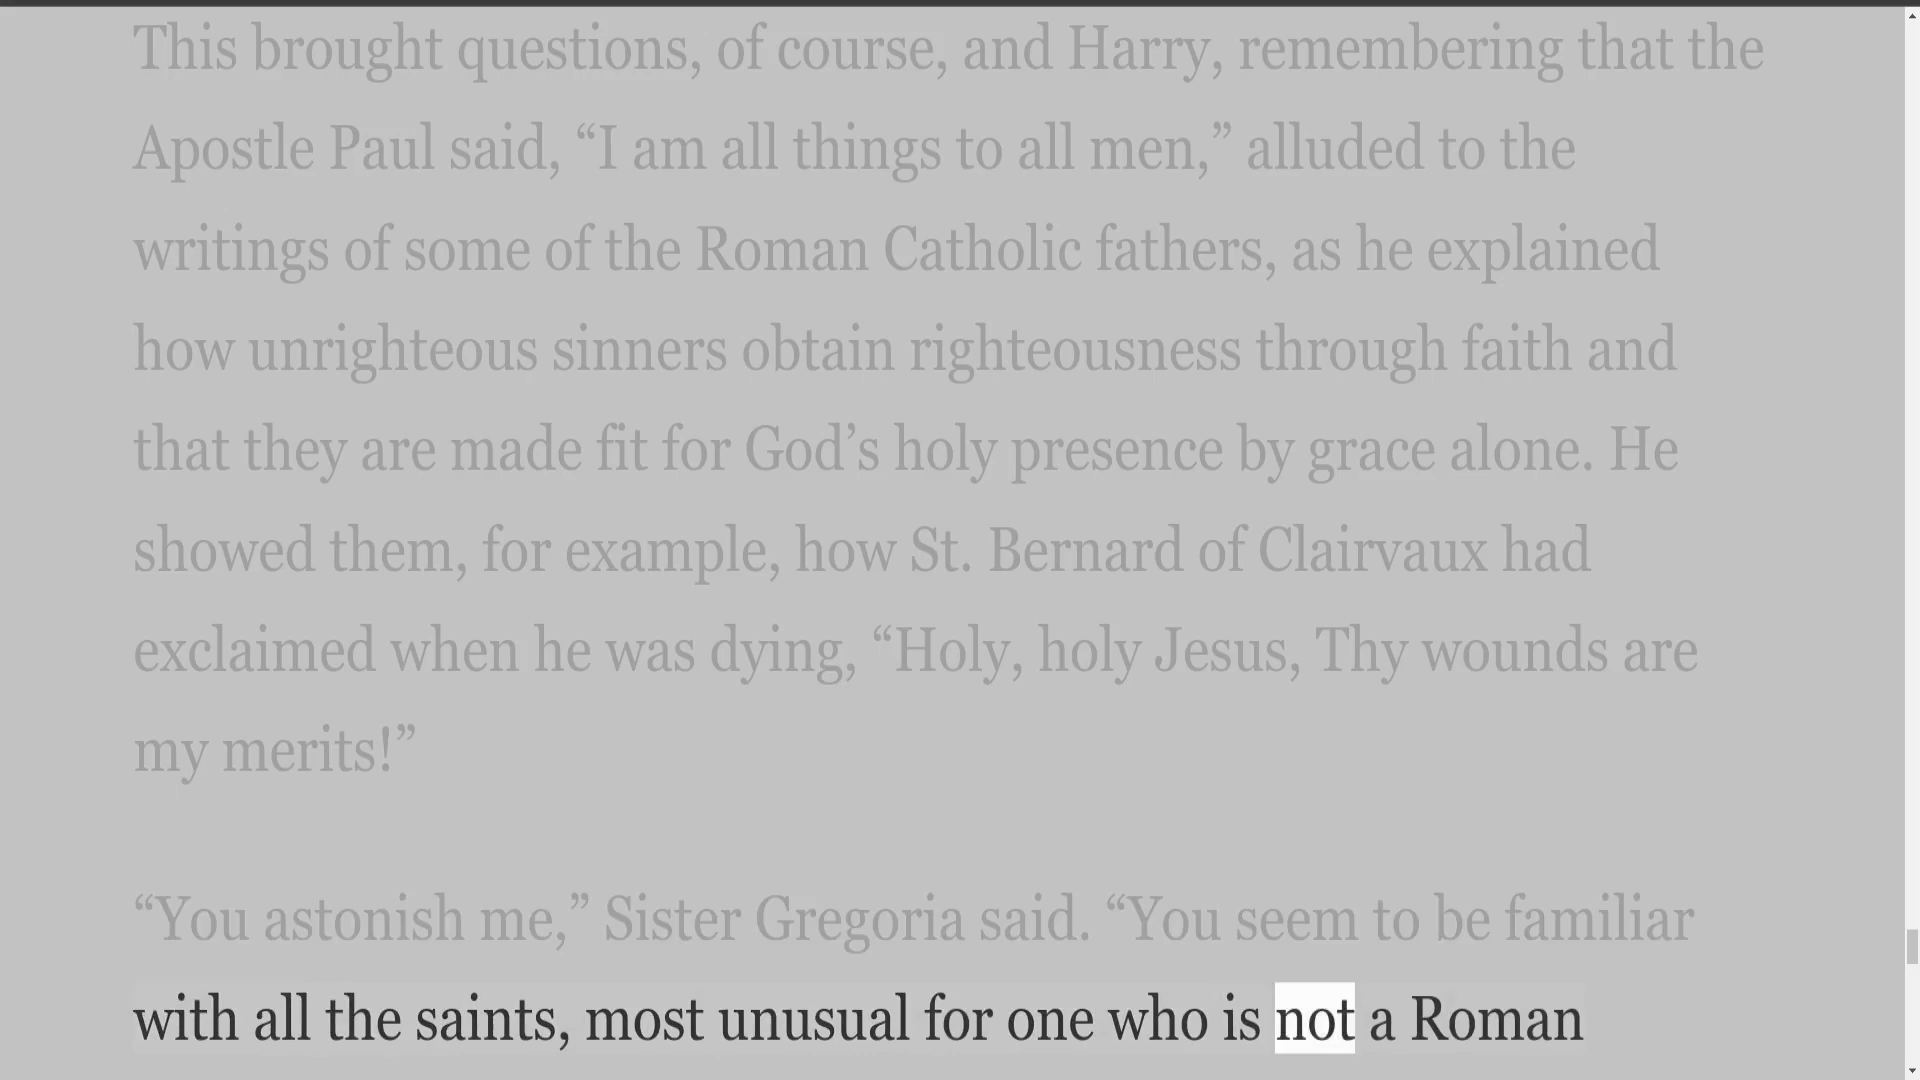 This brought questions, of course, and Harry, remembering that the
Apostle Paul said, “I am all things to all men,” alluded to the
writings of some of the Roman Catholic fathers, as he explained
how unrighteous sinners obtain righteousness through faith and
that they are made fit for God’s holy presence by grace alone. He
showed them, for example, how St. Bernard of Clairvaux had
exclaimed when he was dying, “Holy, holy Jesus, Thy wounds are
my merits!”
“You astonish me,” Sister Gregoria said. “You seem to be familiar
with all the saints, most unusual for one who is not a Roman